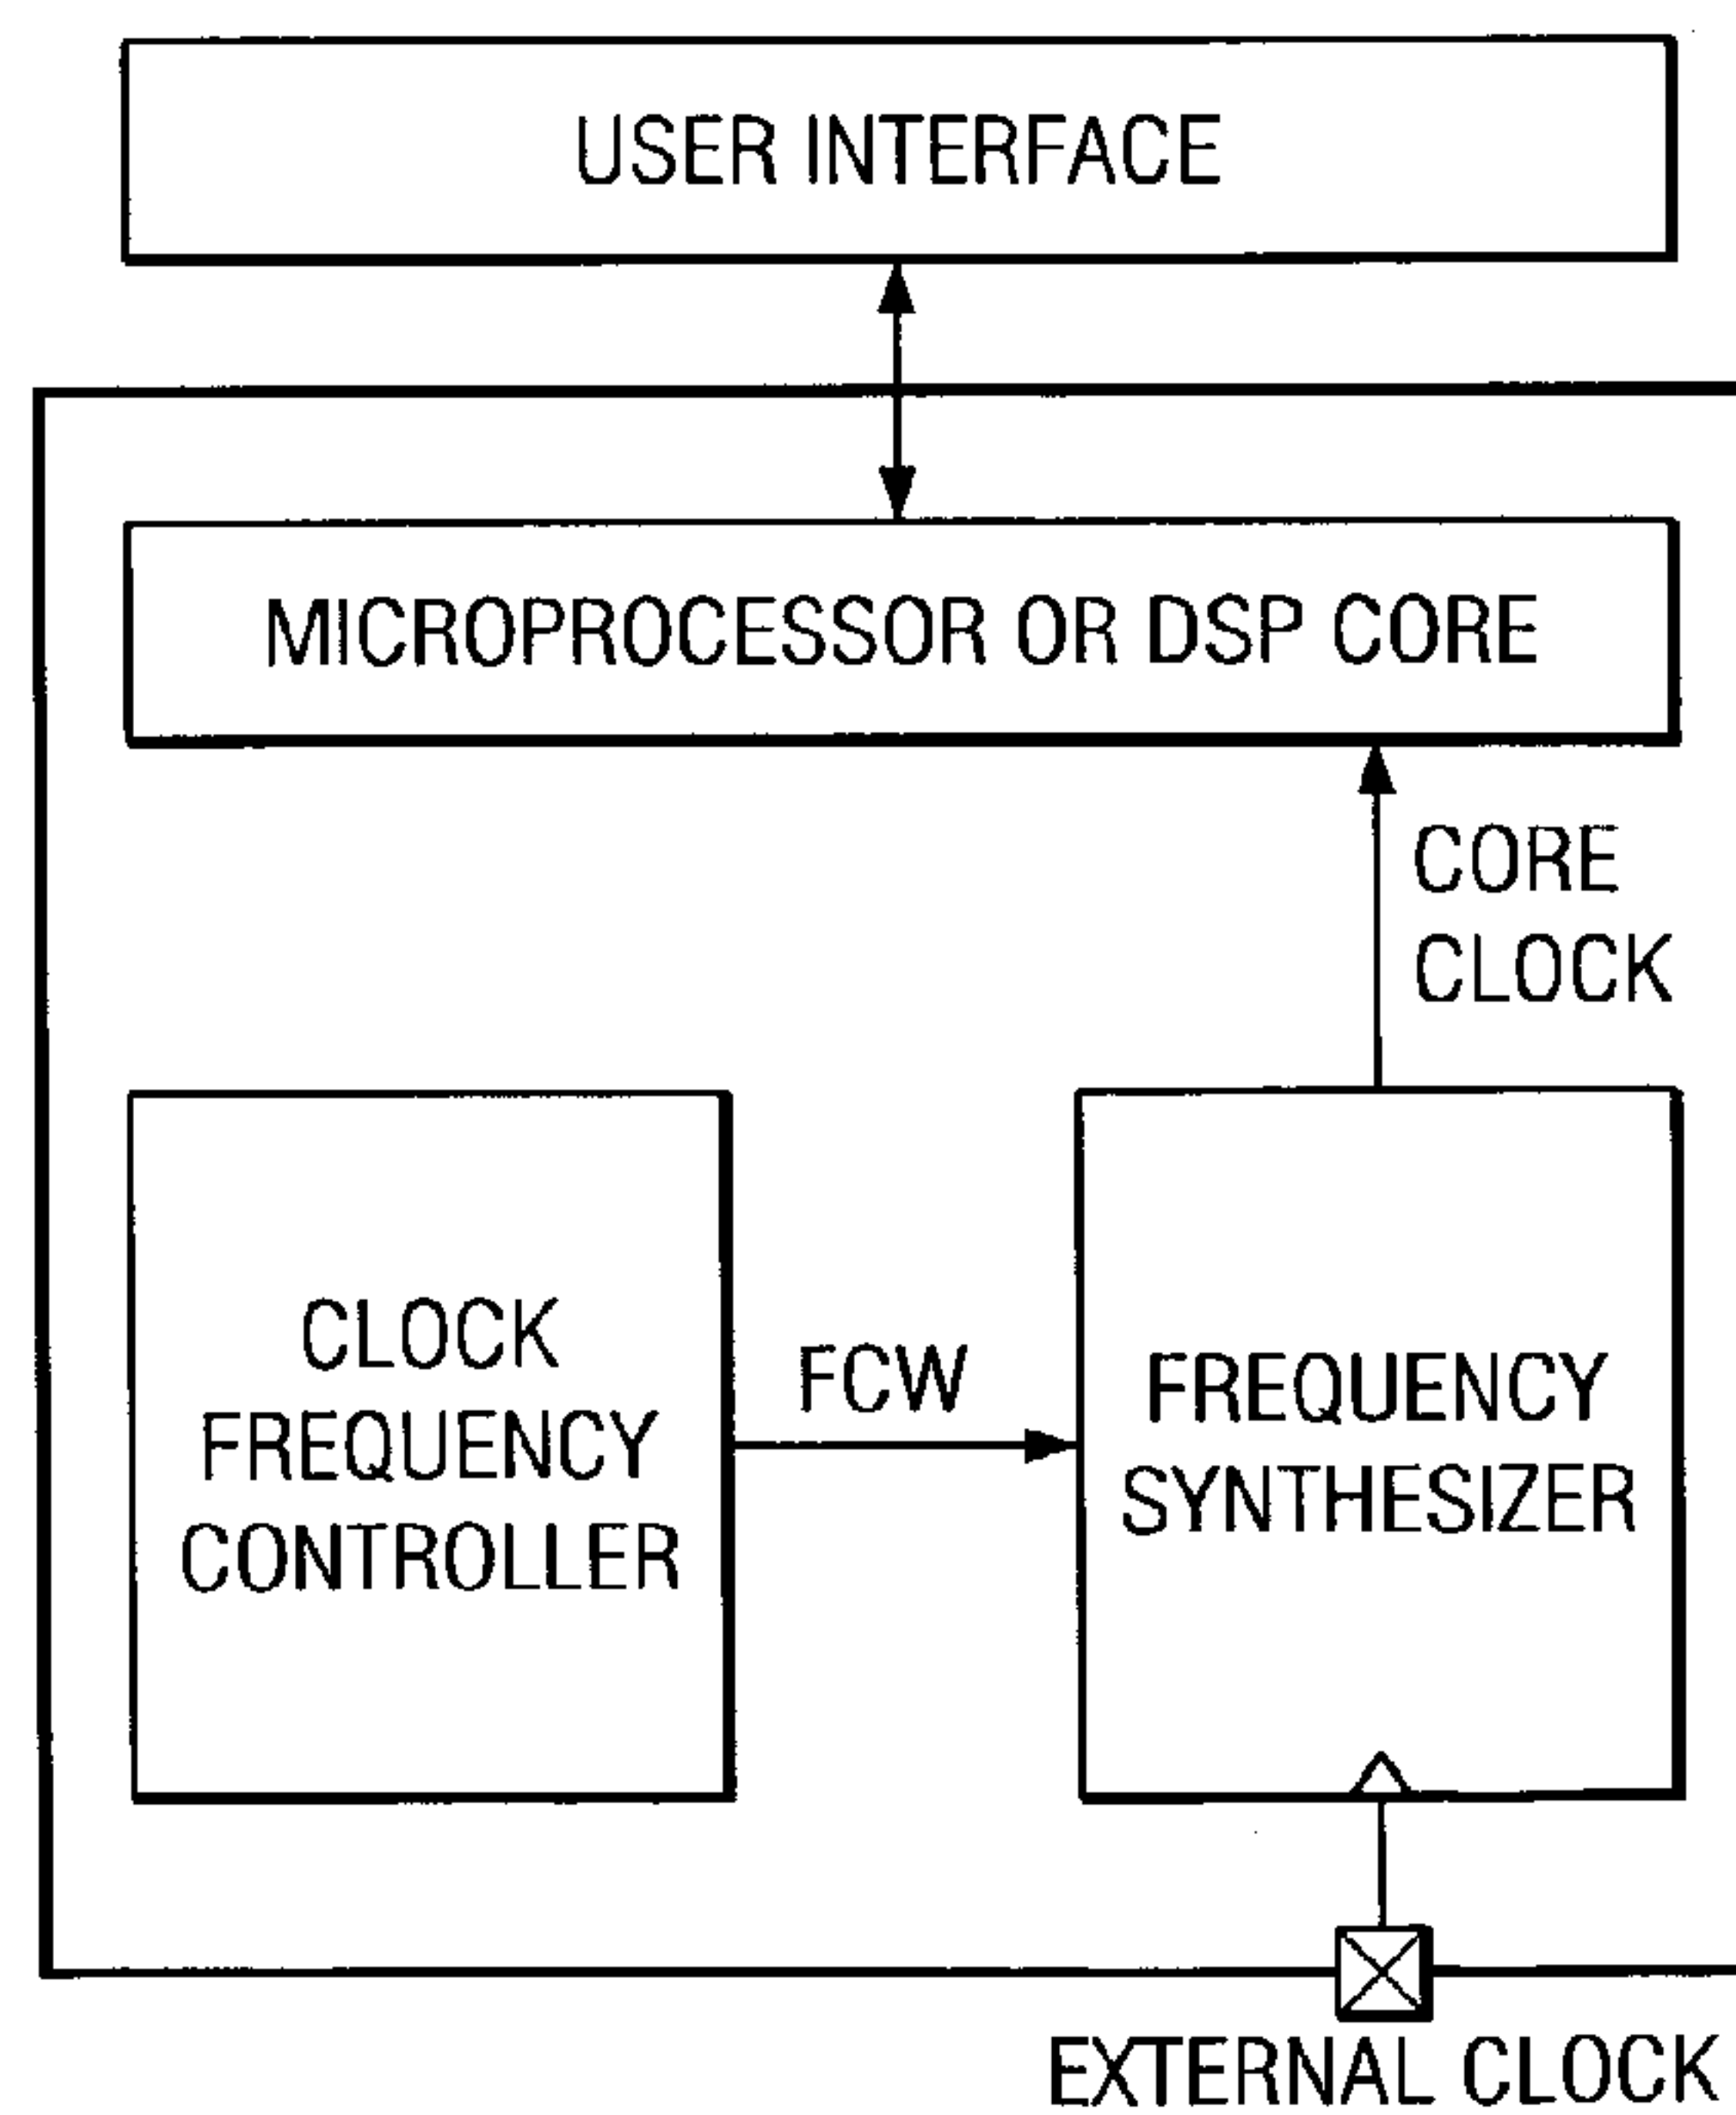 USER INTERFACE
MICROPROCESSOR OR DSP CORE
CORE
CLOCK
CLOCK
FREQUENCY
CONTROLLER
FCW
FREQUENCY
SYNTHESIZER
EXTERNAL CLOCK